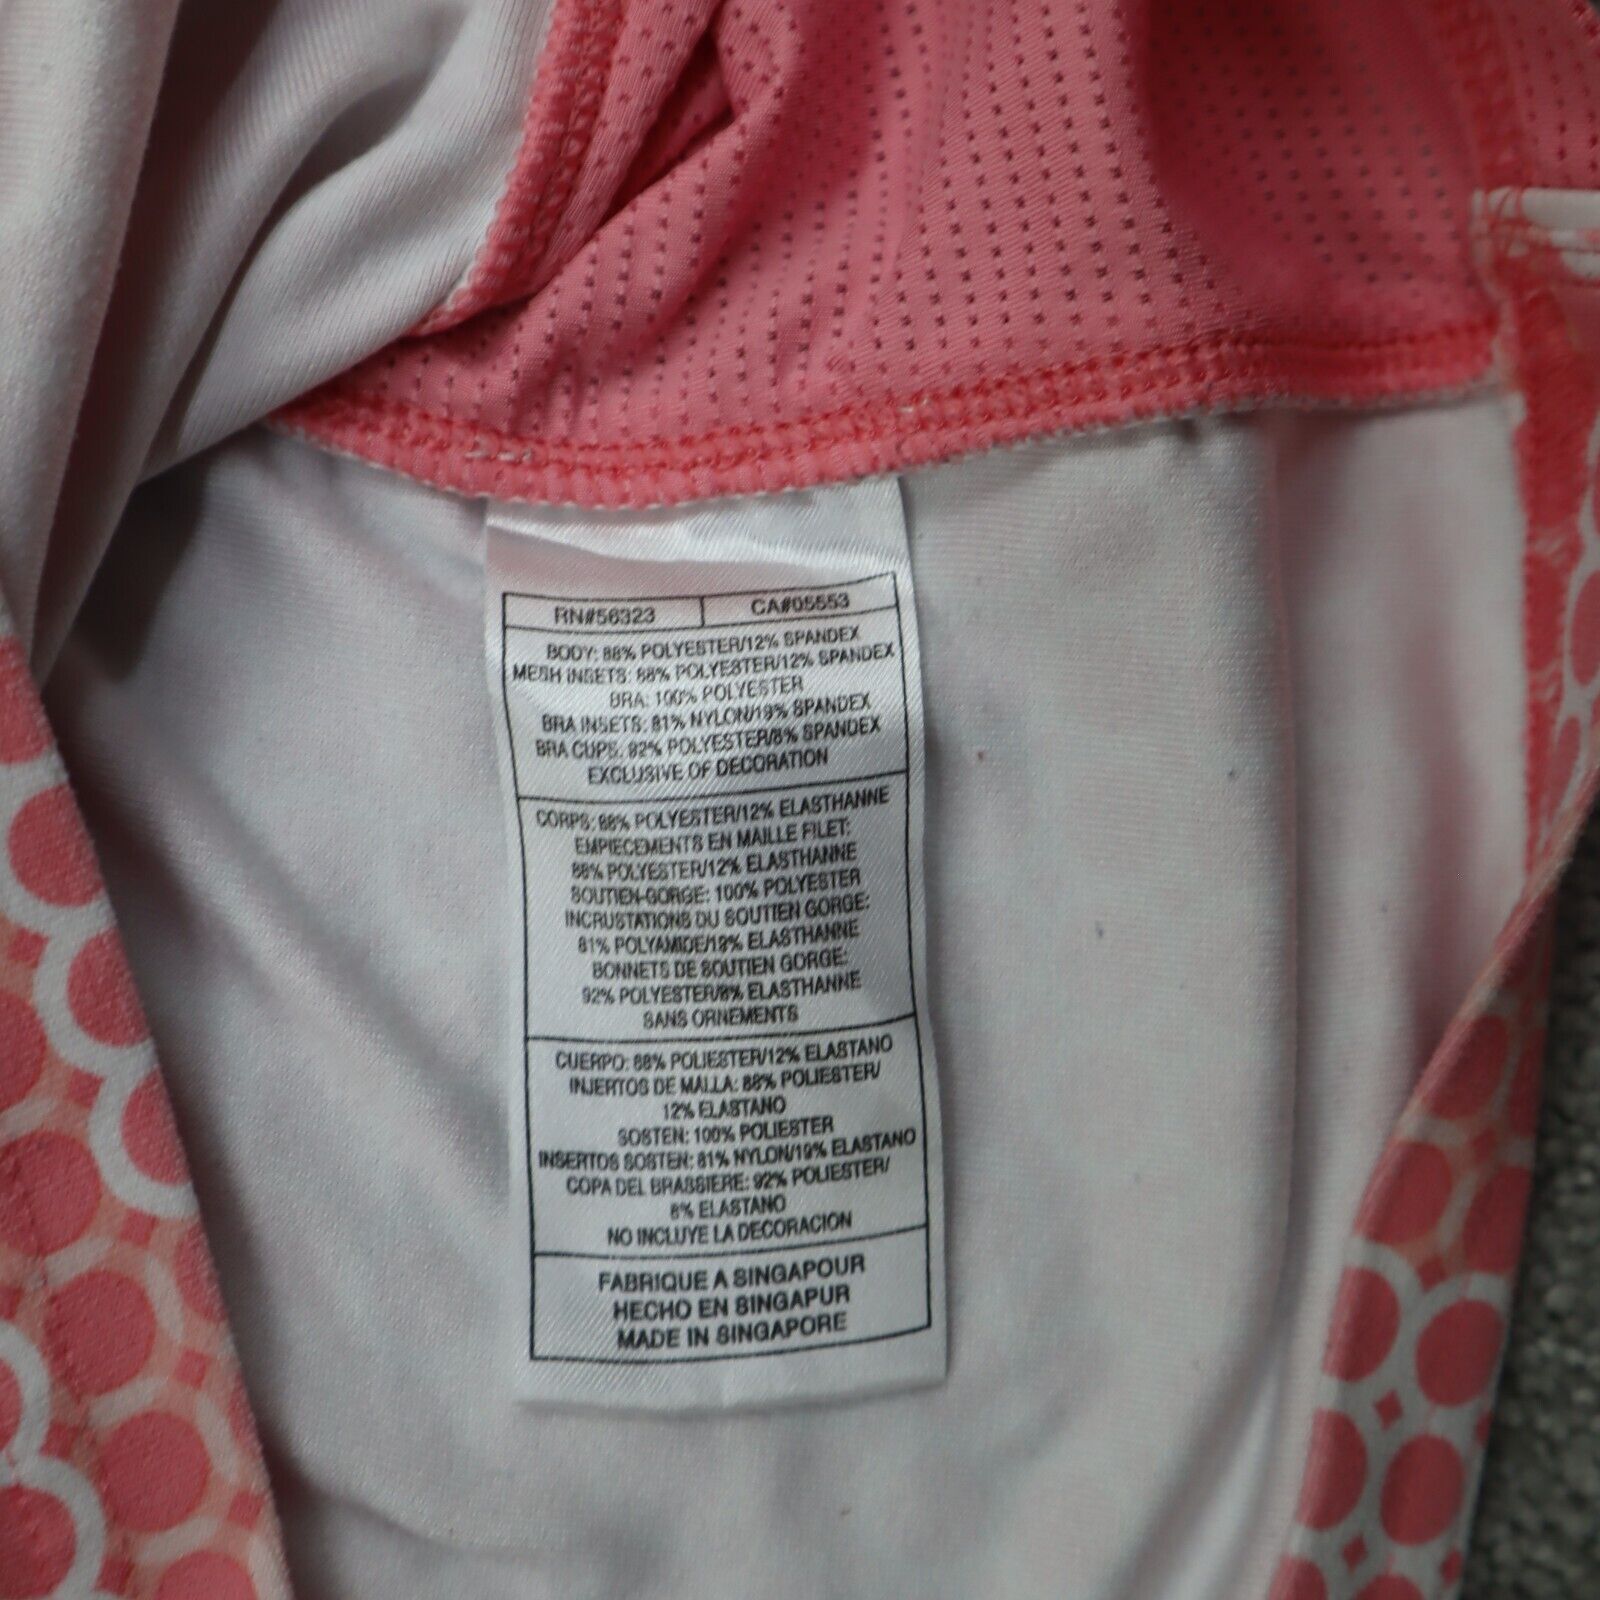 RN#56323 CA#05553
BODY: 88% POLYESTER/12% SPANDEX
MESH INSETS: 88% POLYESTER/12% SPANDEX
BRA: 100% POLYESTER
BRA INSETS: 81% NYLON/19% SPANDEX
BRA CUPS: 92% POLYESTER/8% SPANDEX
EXCLUSIVE OF DECORATION
CORPS: 88% POLYESTER/12% ELASTHANNE
EMPIECEMENTS EN MAILLE FILET:
88% POLYESTER/12% ELASTHANNE
SOUTIEN-GORGE: 100% POLYESTER
INCRUSTATIONS DU SOUTIEN GORGE:
81% POLYAMIDE/19% ELASTHANNE
BONNETS DE SOUTIEN GORGE:
92% POLYESTER/8% ELASTHANNE
SANS ORNEMENTS
CUERPO: 88% POLIESTER/12% ELASTANO
INJERTOS DE MALLA: 88% POLIESTER/
12% ELASTANO
SOSTEN: 100% POLIESTER
INSERTOS SOSTEN: 81% NYLON/19% ELASTANO
COPA DEL BRASSIERE: 92% POLIESTER/
8% ELASTANO
NO INCLUYE LA DECORACION
FABRIQUE A SINGAPOUR
HECHO EN SINGAPUR
MADE IN SINGAPORE